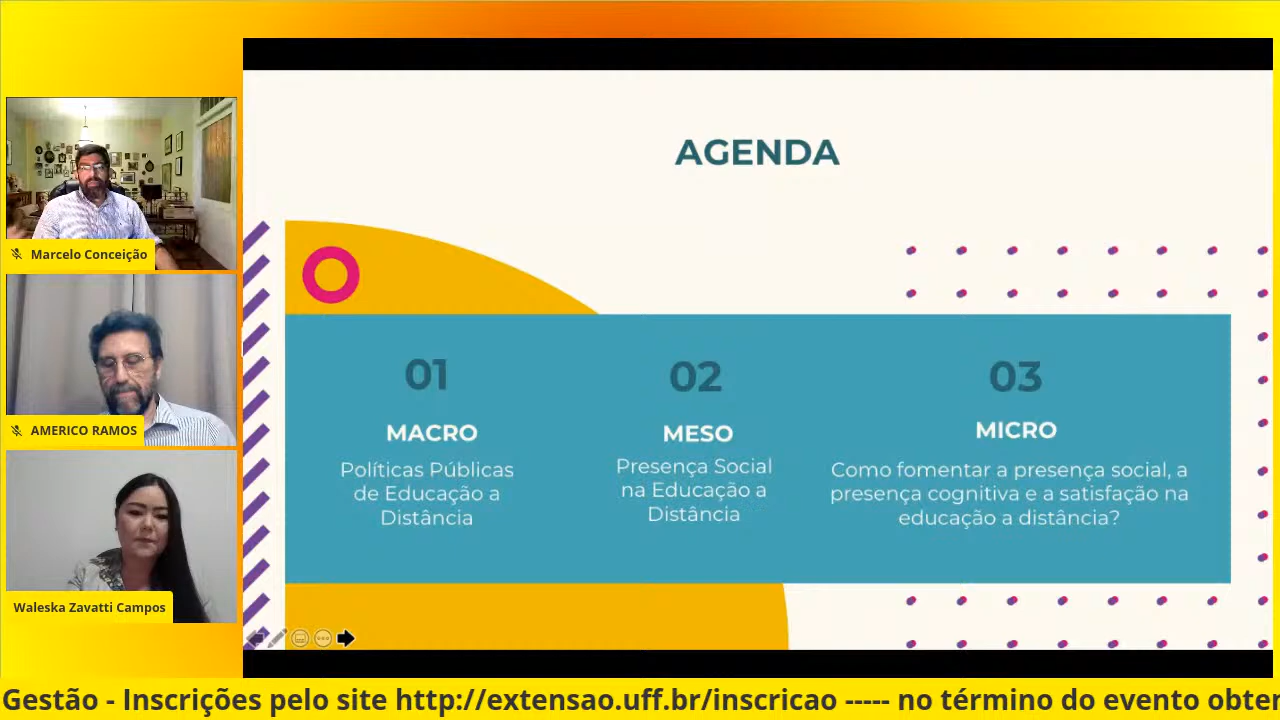 Marcelo Conceição
AMERICO RAMOS
Waleska Zavatti Campos
AGENDA
01
MACRO
Políticas Públicas
de Educação a
Distância
02
MESO
Presença Social
na Educação a
Distância
03
MICRO
Como fomentar a presença social, a
presença cognitiva e a satisfação na
educação a distância?
Gestão - Inscrições pelo site http://extensao.uff.br/inscricao ----- no término do evento obter